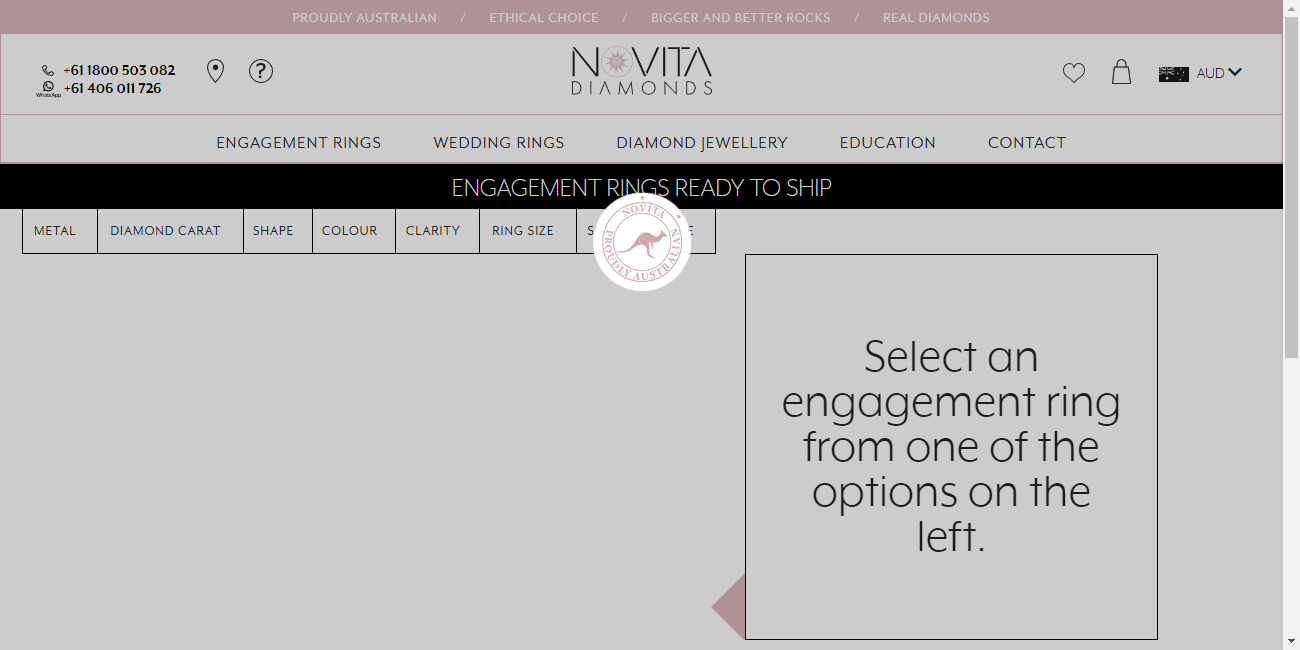 PROUDLY AUSTRALIAN / ETHICAL CHOICE / BIGGER AND BETTER ROCKS / REAL DIAMONDS
+61 1800 503 082
WhatsApp +61 406 011 726
?
NOVITA
DIAMONDS
AUD
ENGAGEMENT RINGS WEDDING RINGS DIAMOND JEWELLERY EDUCATION CONTACT
ENGAGEMENT RINGS READY TO SHIP
METAL DIAMOND CARAT SHAPE COLOUR CLARITY RING SIZE
NOVITA
PROUDLY AUSTRALIAN
Select an
engagement ring
from one of the
options on the
left.